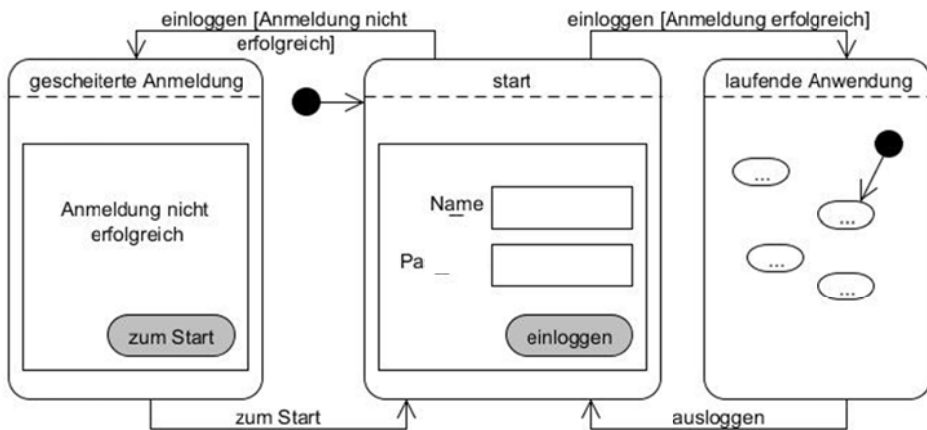 einloggen [Anmeldung nicht
erfolgreich]
einloggen [Anmeldung erfolgreich]
gescheiterte Anmeldung
start
laufende Anwendung
Anmeldung nicht
erfolgreich
zum Start
Name
Pa
einloggen
...
...
...
...
zum Start
ausloggen